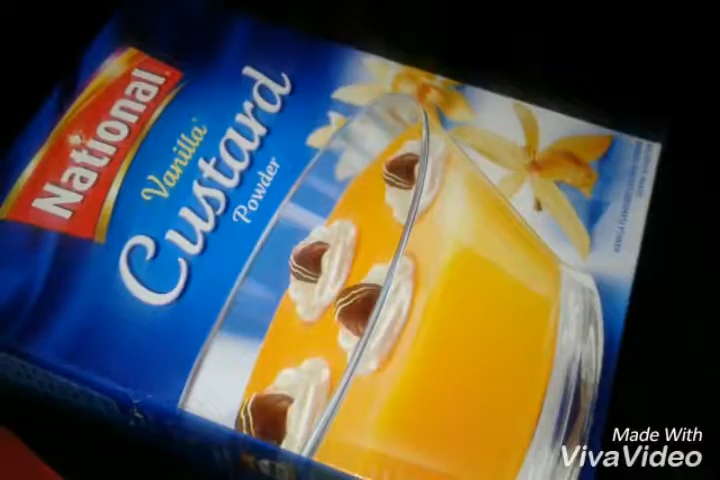 National
Vanilla
Custard
Powder
Made With
VivaVideo